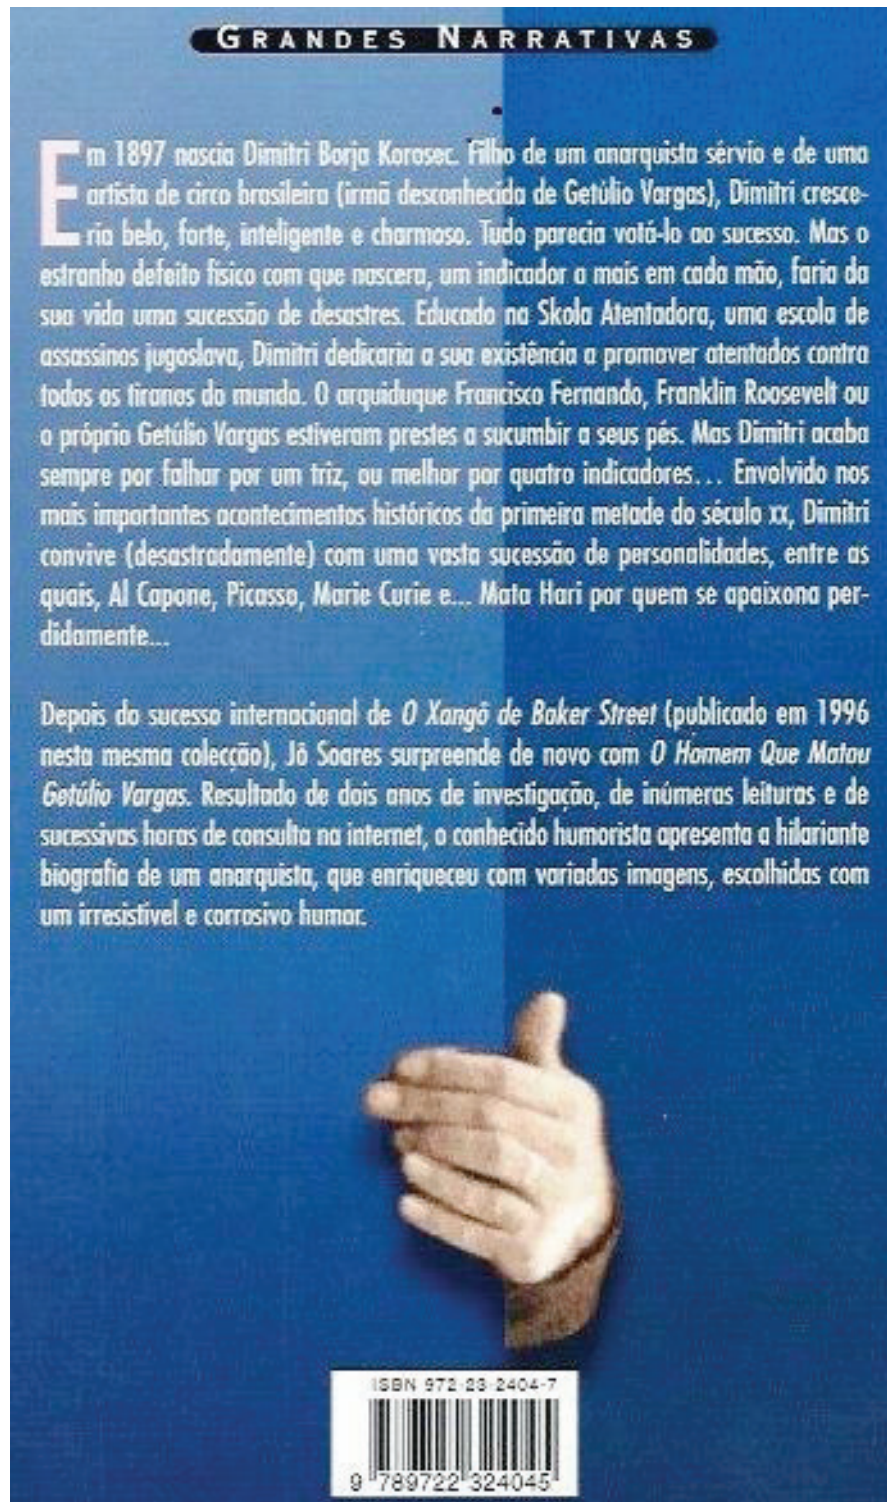 GRANDES NARRATIVAS
Em 1897 nascia Dimitri Borja Korosec. Filho de um anarquista sérvio e de uma
artista de circo brasileira (irmã desconhecida de Getúlio Vargas), Dimitri cresce-
ria belo, forte, inteligente e charmoso. Tudo parecia votá-lo ao sucesso. Mas o
estranho defeito físico com que nascera, um indicador a mais em cada mão, faria da
sua vida uma sucessão de desastres. Educado na Skola Atentadora, uma escola de
assassinos jugoslava, Dimitri dedicaria a sua existência a promover atentados contra
todos os tiranos do mundo. O arquiduque Francisco Fernando, Franklin Roosevelt ou
o próprio Getúlio Vargas estiveram prestes a sucumbir a seus pés. Mas Dimitri acaba
sempre por falhar por um triz, ou melhor por quatro indicadores... Envolvido nos
mais importantes acontecimentos históricos da primeira metade do século XX, Dimitri
convive (desastradamente) com uma vasta sucessão de personalidades, entre as
quais, Al Capone, Picasso, Marie Curie e... Mata Hari por quem se apaixona per-
didamente...
Depois do sucesso internacional de O Xangô de Baker Street (publicado em 1996
nesta mesma colecção), Jô Soares surpreende de novo com O Homem Que Matou
Getúlio Vargas. Resultado de dois anos de investigação, de inúmeras leituras e de
sucessivas horas de consulta na internet, o conhecido humorista apresenta a hilariante
biografia de um anarquista, que enriqueceu com variadas imagens, escolhidas com
um irresistível e corrosivo humor.
ISBN 972-23-2404-7
9 789722 324045